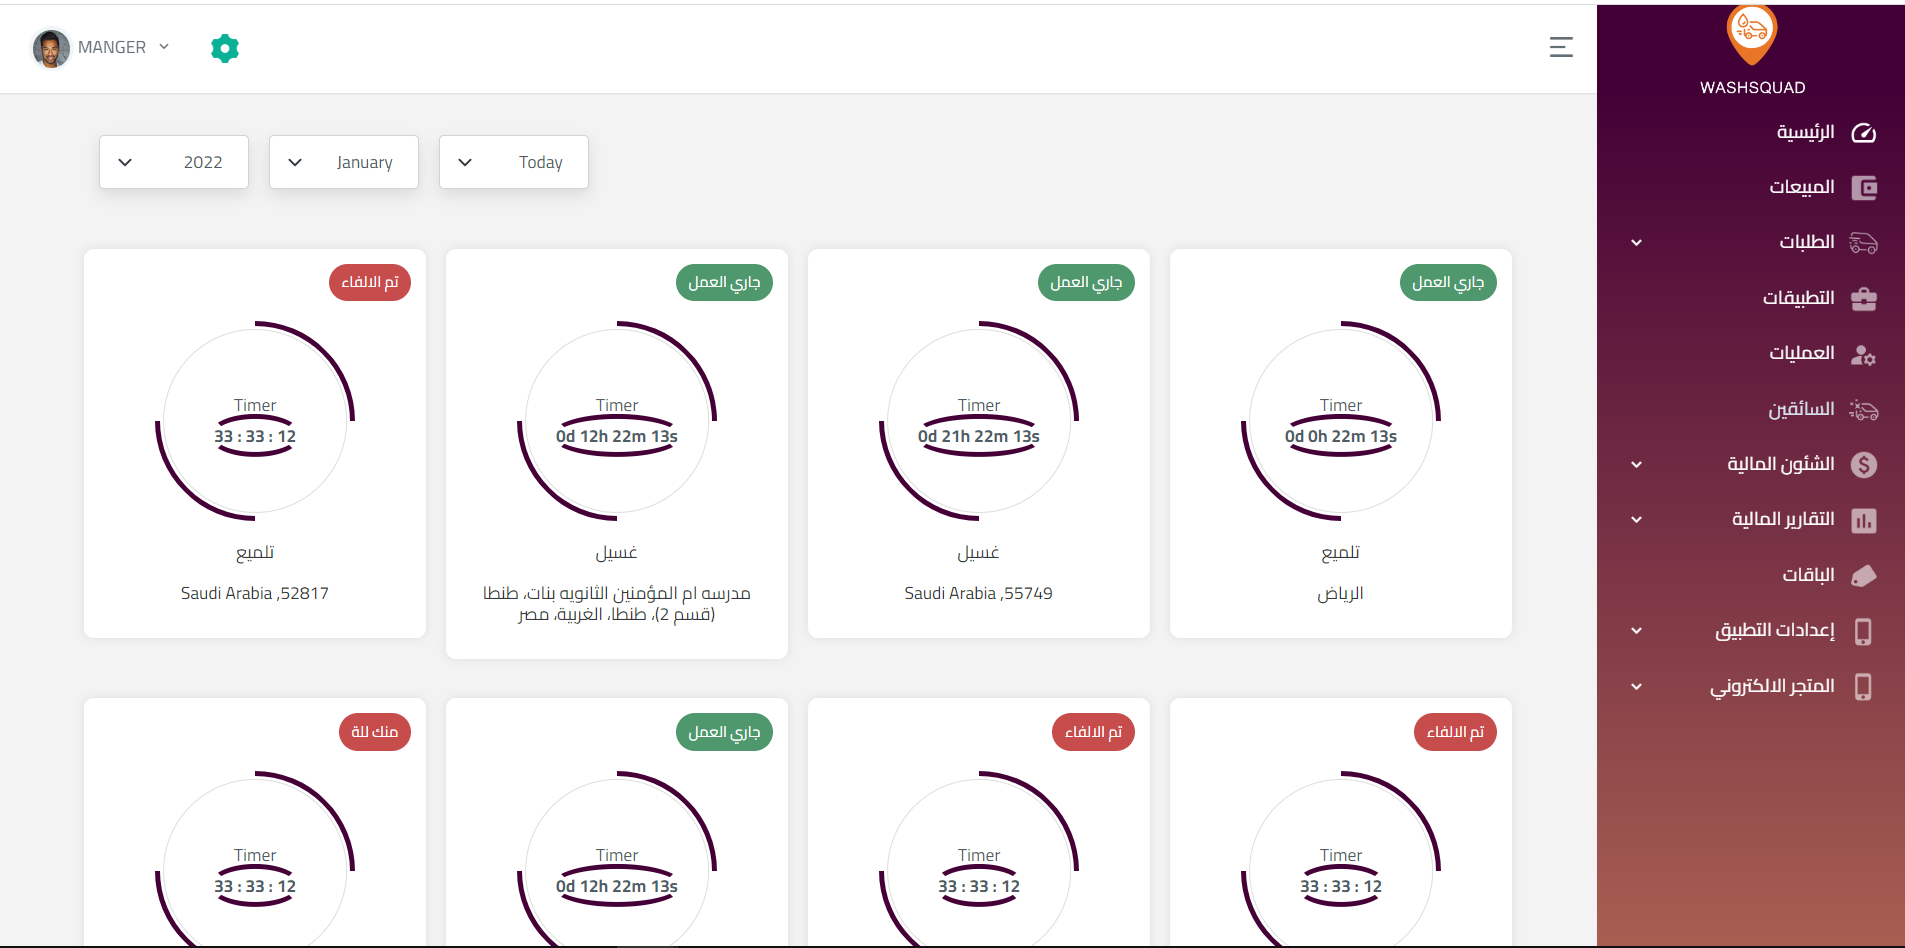 MANGER
WASHSQUAD
الرئيسية
المبيعات
الطلبات
التطبيقات
العمليات
السائقين
الشئون المالية
التقارير المالية
الباقات
إعدادات التطبيق
المتجر الالكتروني
2022
January
Today
جاري العمل
Timer
0d 0h 22m 13s
تلميع
الرياض
جاري العمل
Timer
0d 21h 22m 13s
غسيل
Saudi Arabia ,55749
جاري العمل
Timer
0d 12h 22m 13s
غسيل
مدرسه ام المؤمنين الثانويه بنات، طنطا
(قسم 2)، طنطا، الغربية، مصر
تم الالفاء
Timer
33 : 33 : 12
تلميع
Saudi Arabia ,52817
تم الالفاء
Timer
33 : 33 : 12
تم الالفاء
Timer
33 : 33 : 12
جاري العمل
Timer
0d 12h 22m 13s
منك للة
Timer
33 : 33 : 12